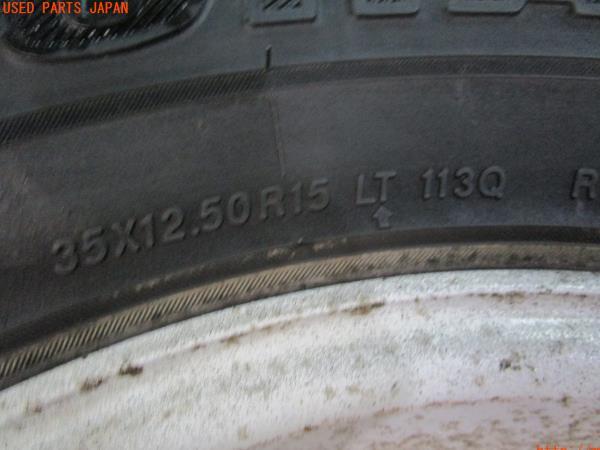 USED PARTS JAPAN
35X12.50R15 LT 113Q R